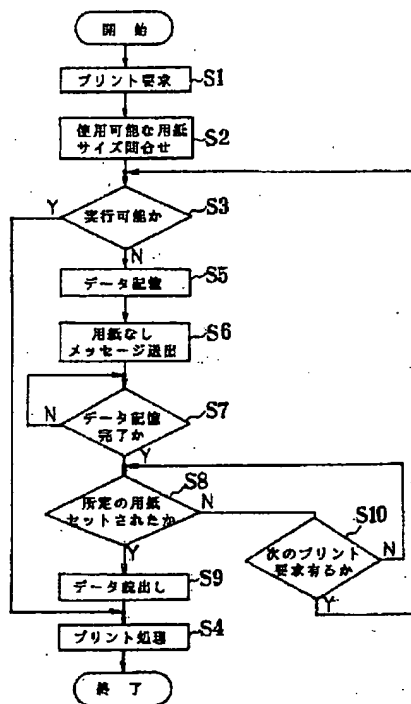 開始
プリント要求
S1
使用可能な用紙
サイズ問合せ
S2
Y
実行可能か
S3
N
データ記憶
S5
用紙なし
メッセージ送出
S6
N
データ記憶
完了か
S7
Y
所定の用紙
セットされたか
S8
N
Y
次のプリント
要求有るか
S10
N
Y
データ読出し
S9
プリント処理
S4
終了